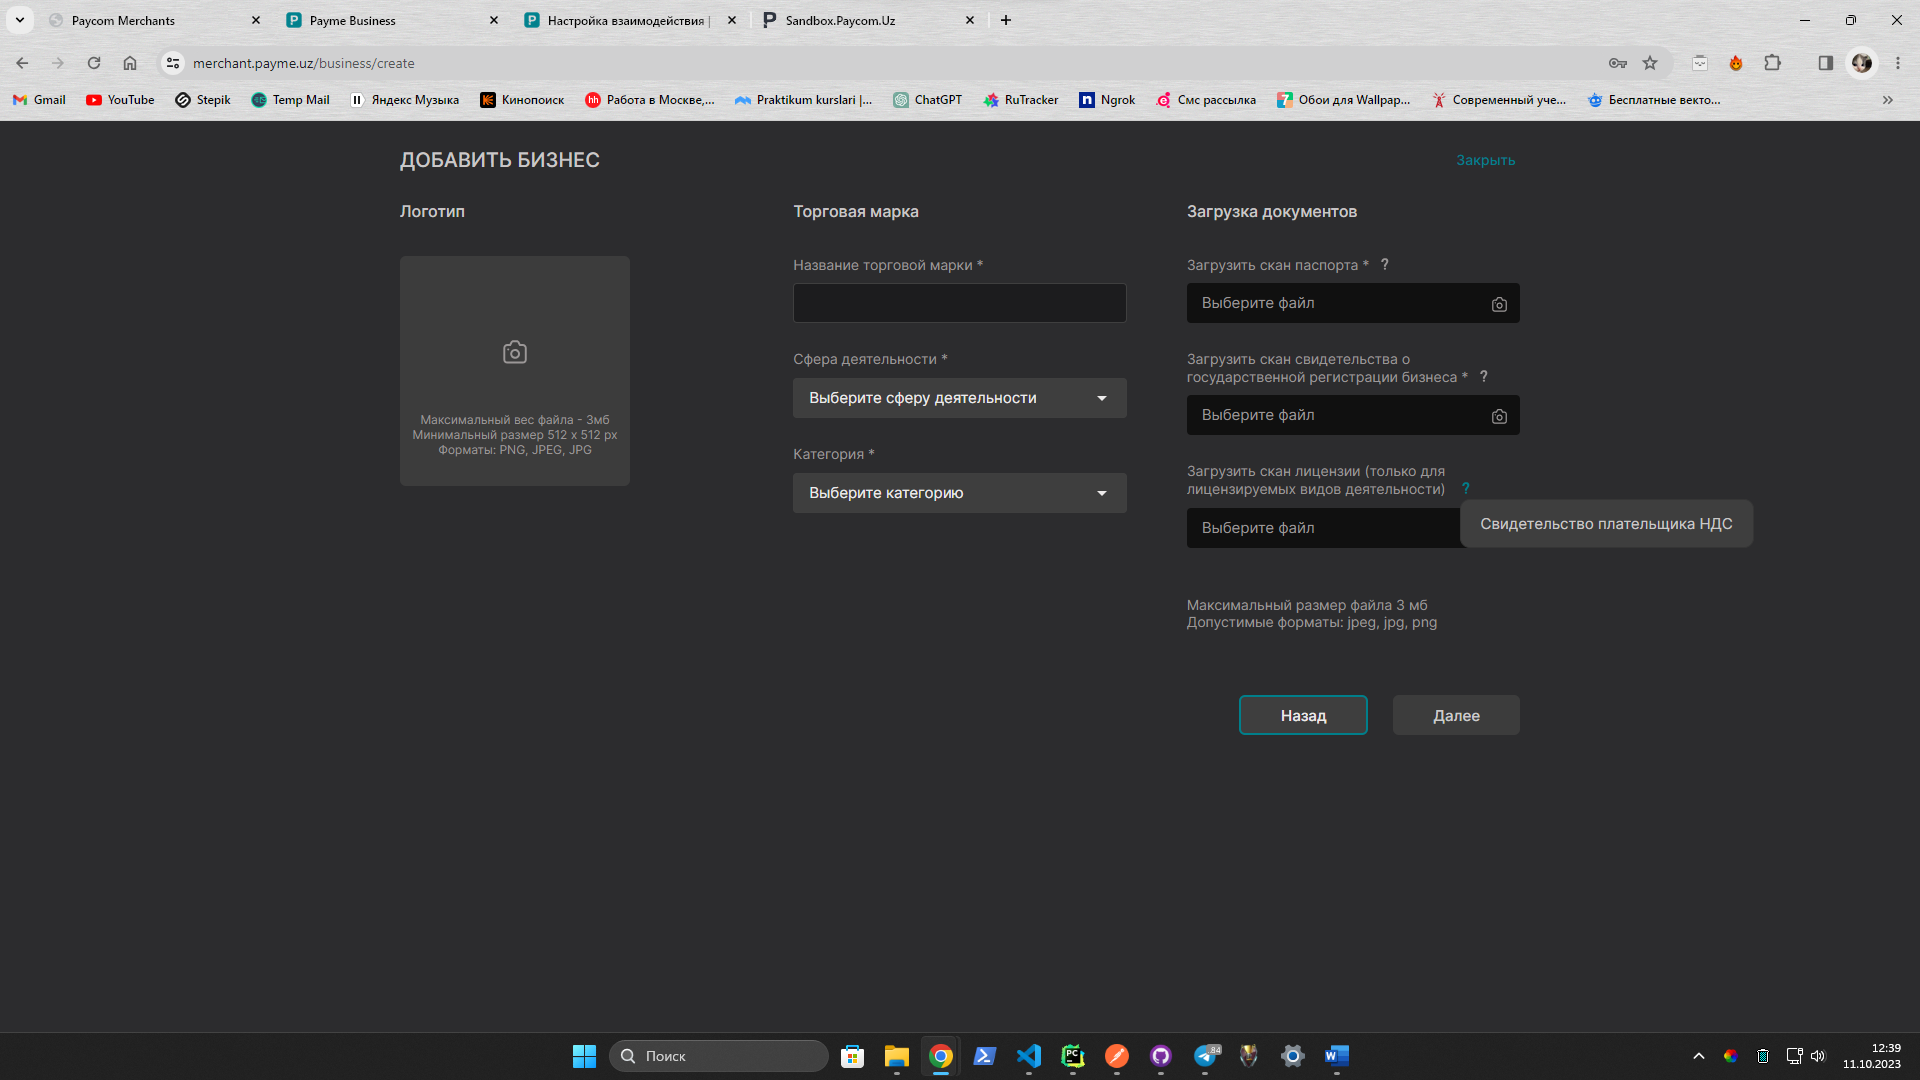 Paycom Merchants
Payme Business
Настройка взаимодействия |
Sandbox.Paycom.Uz
merchant.payme.uz/business/create
Gmail
YouTube
Stepik
Temp Mail
Яндекс Музыка
Кинопоиск
hh Работа в Москве,...
Praktikum kurslari |...
ChatGPT
RuTracker
n Ngrok
Смс рассылка
Обои для Wallpap...
Современный уче...
Бесплатные векто...
ДОБАВИТЬ БИЗНЕС
Закрыть
Логотип
Максимальный вес файла - 3мб
Минимальный размер 512 x 512 px
Форматы: PNG, JPEG, JPG
Торговая марка
Название торговой марки *
Сфера деятельности *
Выберите сферу деятельности
Категория *
Выберите категорию
Загрузка документов
Загрузить скан паспорта * ?
Выберите файл
Загрузить скан свидетельства о
государственной регистрации бизнеса * ?
Выберите файл
Загрузить скан лицензии (только для
лицензируемых видов деятельности) ?
Выберите файл
Свидетельство плательщика НДС
Максимальный размер файла 3 мб
Допустимые форматы: jpeg, jpg, png
Назад
Далее
Поиск
PC
84
W
12:39
11.10.2023